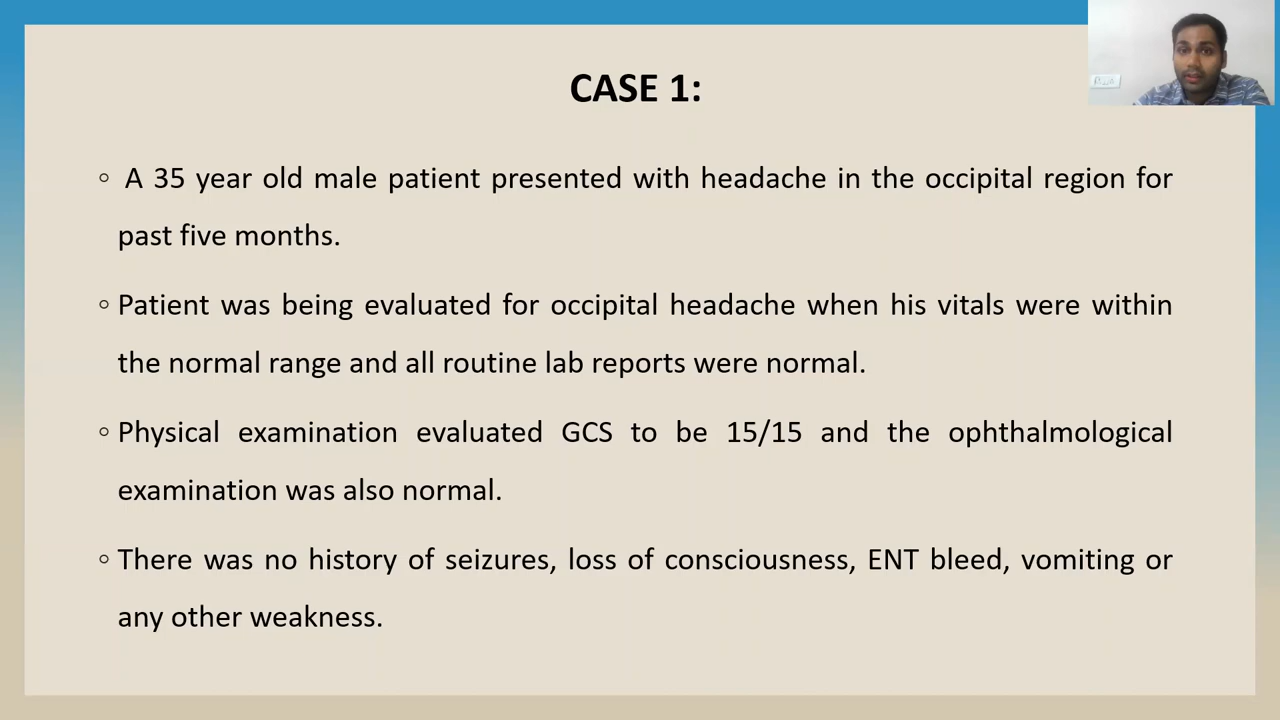 CASE 1:
◦ A 35 year old male patient presented with headache in the occipital region for
past five months.
◦ Patient was being evaluated for occipital headache when his vitals were within
the normal range and all routine lab reports were normal.
◦ Physical examination evaluated GCS to be 15/15 and the ophthalmological
examination was also normal.
◦ There was no history of seizures, loss of consciousness, ENT bleed, vomiting or
any other weakness.